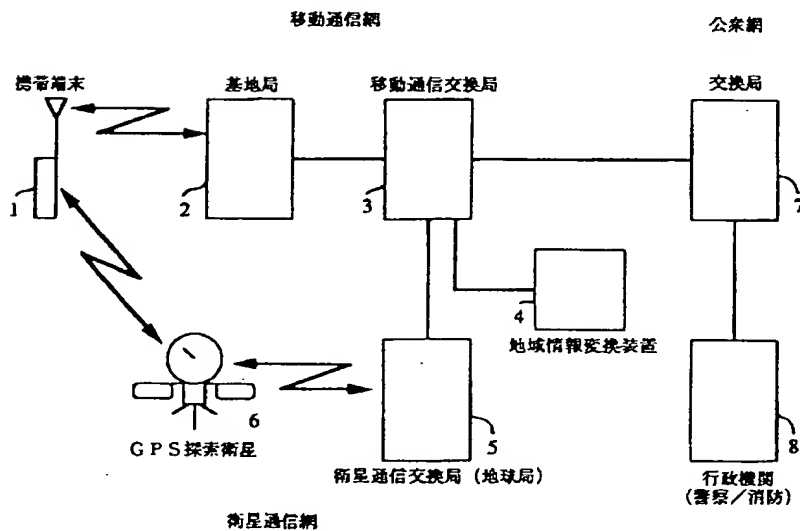 移動通信網
公衆網
携帯端末
基地局
移動通信交換局
交換局
1
2
3
7
4
地域情報変換装置
6
GPS探索衛星
5
衛星通信交換局(地球局)
8
行政機関
(警察/消防)
衛星通信網